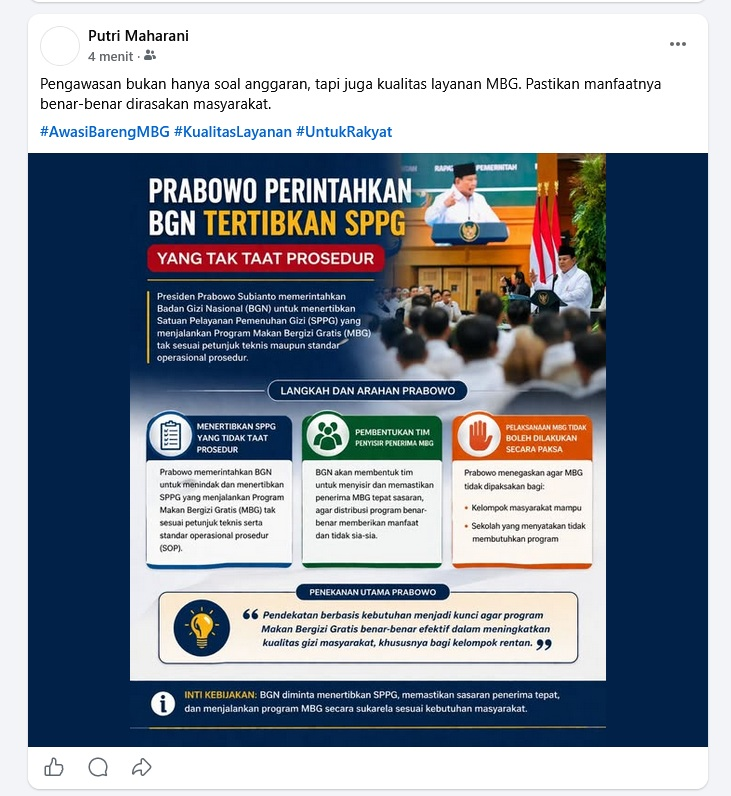 Putri Maharani
4 menit ·
Pengawasan bukan hanya soal anggaran, tapi juga kualitas layanan MBG. Pastikan manfaatnya
benar-benar dirasakan masyarakat.
#AwasiBarengMBG #KualitasLayanan #UntukRakyat
PEMERINTAH
PRABOWO PERINTAHKAN
BGN TERTIBKAN SPPG
YANG TAK TAAT PROSEDUR
Presiden Prabowo Subianto memerintahkan
Badan Gizi Nasional (BGN) untuk menertibkan
Satuan Pelayanan Pemenuhan Gizi (SPPG) yang
menjalankan Program Makan Bergizi Gratis (MBG)
tak sesuai petunjuk teknis maupun standar
operasional prosedur.
LANGKAH DAN ARAHAN PRABOWO
MENERTIBKAN SPPG
YANG TIDAK TAAT
PROSEDUR
Prabowo memerintahkan BGN
untuk menindak dan menertibkan
SPPG yang menjalankan Program
Makan Bergizi Gratis (MBG) tak
sesuai petunjuk teknis serta
standar operasional prosedur
(SOP).
PEMBENTUKAN TIM
PENYISIR PENERIMA MBG
BGN akan membentuk tim
untuk menyisir dan memastikan
penerima MBG tepat sasaran,
agar distribusi program benar-
benar memberikan manfaat
dan tidak sia-sia.
PELAKSANAAN MBG TIDAK
BOLEH DILAKUKAN
SECARA PAKSA
Prabowo menegaskan agar MBG
tidak dipaksakan bagi:
• Kelompok masyarakat mampu
• Sekolah yang menyatakan tidak
membutuhkan program
PENEKANAN UTAMA PRABOWO
“ Pendekatan berbasis kebutuhan menjadi kunci agar program
Makan Bergizi Gratis benar-benar efektif dalam meningkatkan
kualitas gizi masyarakat, khususnya bagi kelompok rentan. ”
INTI KEBIJAKAN: BGN diminta menertibkan SPPG, memastikan sasaran penerima tepat,
dan menjalankan program MBG secara sukarela sesuai kebutuhan masyarakat.